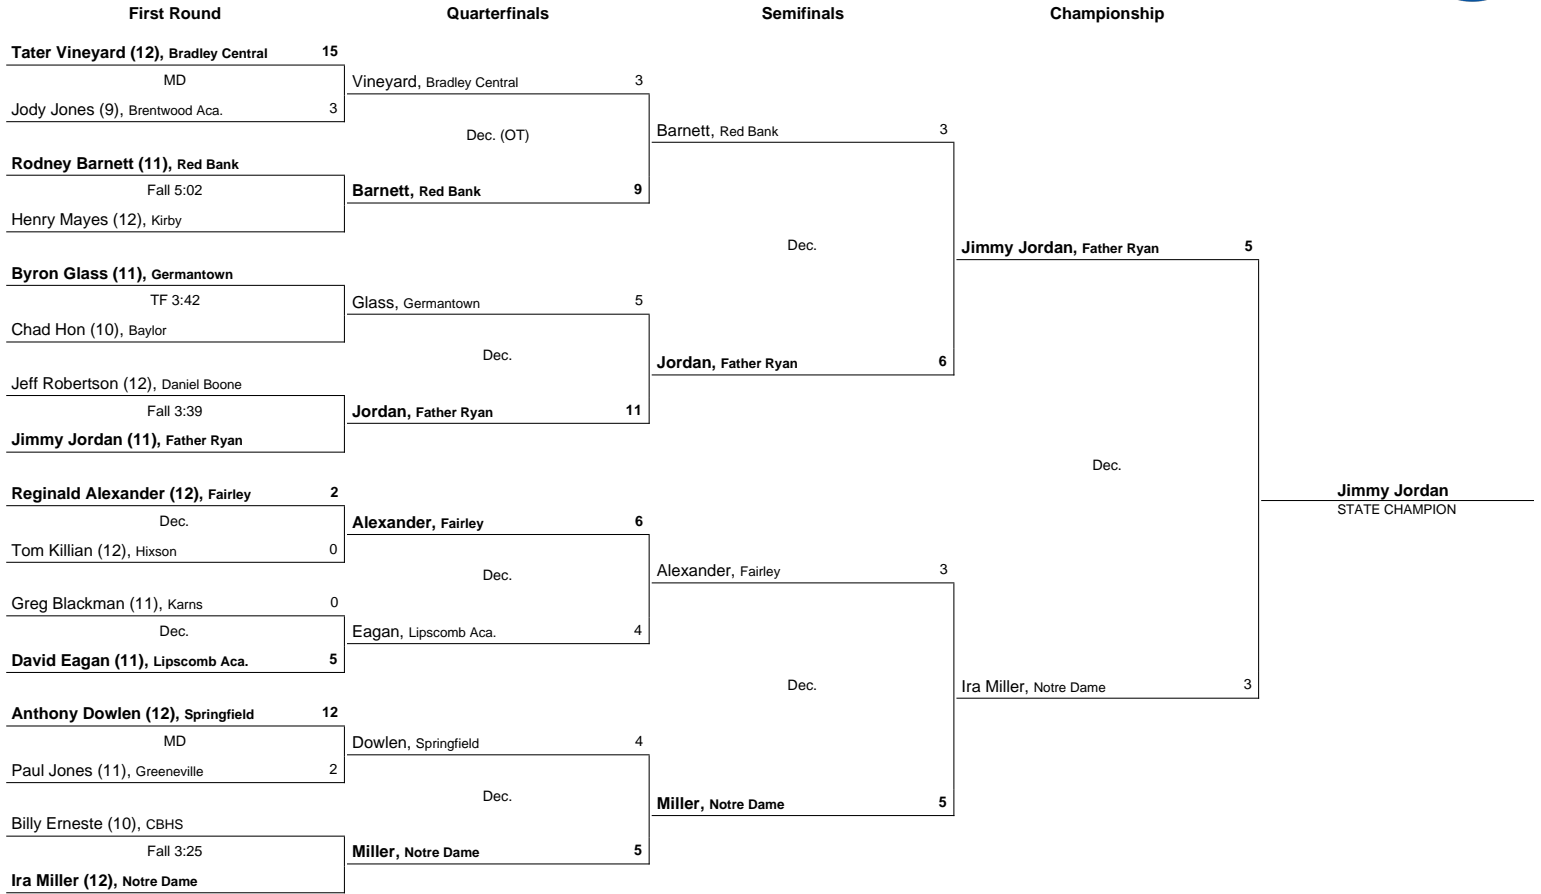 First Round Quarterfinals Semifinals Championship
Tater Vineyard (12), Bradley Central 15
MD
Jody Jones (9), Brentwood Aca. 3
Rodney Barnett (11), Red Bank
Fall 5:02
Henry Mayes (12), Kirby
Byron Glass (11), Germantown
TF 3:42
Chad Hon (10), Baylor
Jeff Robertson (12), Daniel Boone
Fall 3:39
Jimmy Jordan (11), Father Ryan
Reginald Alexander (12), Fairley 2
Dec.
Tom Killian (12), Hixson 0
Greg Blackman (11), Karns 0
Dec.
David Eagan (11), Lipscomb Aca. 5
Anthony Dowlen (12), Springfield 12
MD
Paul Jones (11), Greeneville 2
Billy Erneste (10), CBHS
Fall 3:25
Ira Miller (12), Notre Dame
Vineyard, Bradley Central 3
Dec. (OT)
Barnett, Red Bank 9
Glass, Germantown 5
Dec.
Jordan, Father Ryan 11
Alexander, Fairley 6
Dec.
Eagan, Lipscomb Aca. 4
Dowlen, Springfield 4
Dec.
Miller, Notre Dame 5
Barnett, Red Bank 3
Dec.
Jordan, Father Ryan 6
Alexander, Fairley 3
Dec.
Miller, Notre Dame 5
Jimmy Jordan, Father Ryan 5
Dec.
Ira Miller, Notre Dame 3
Jimmy Jordan
STATE CHAMPION